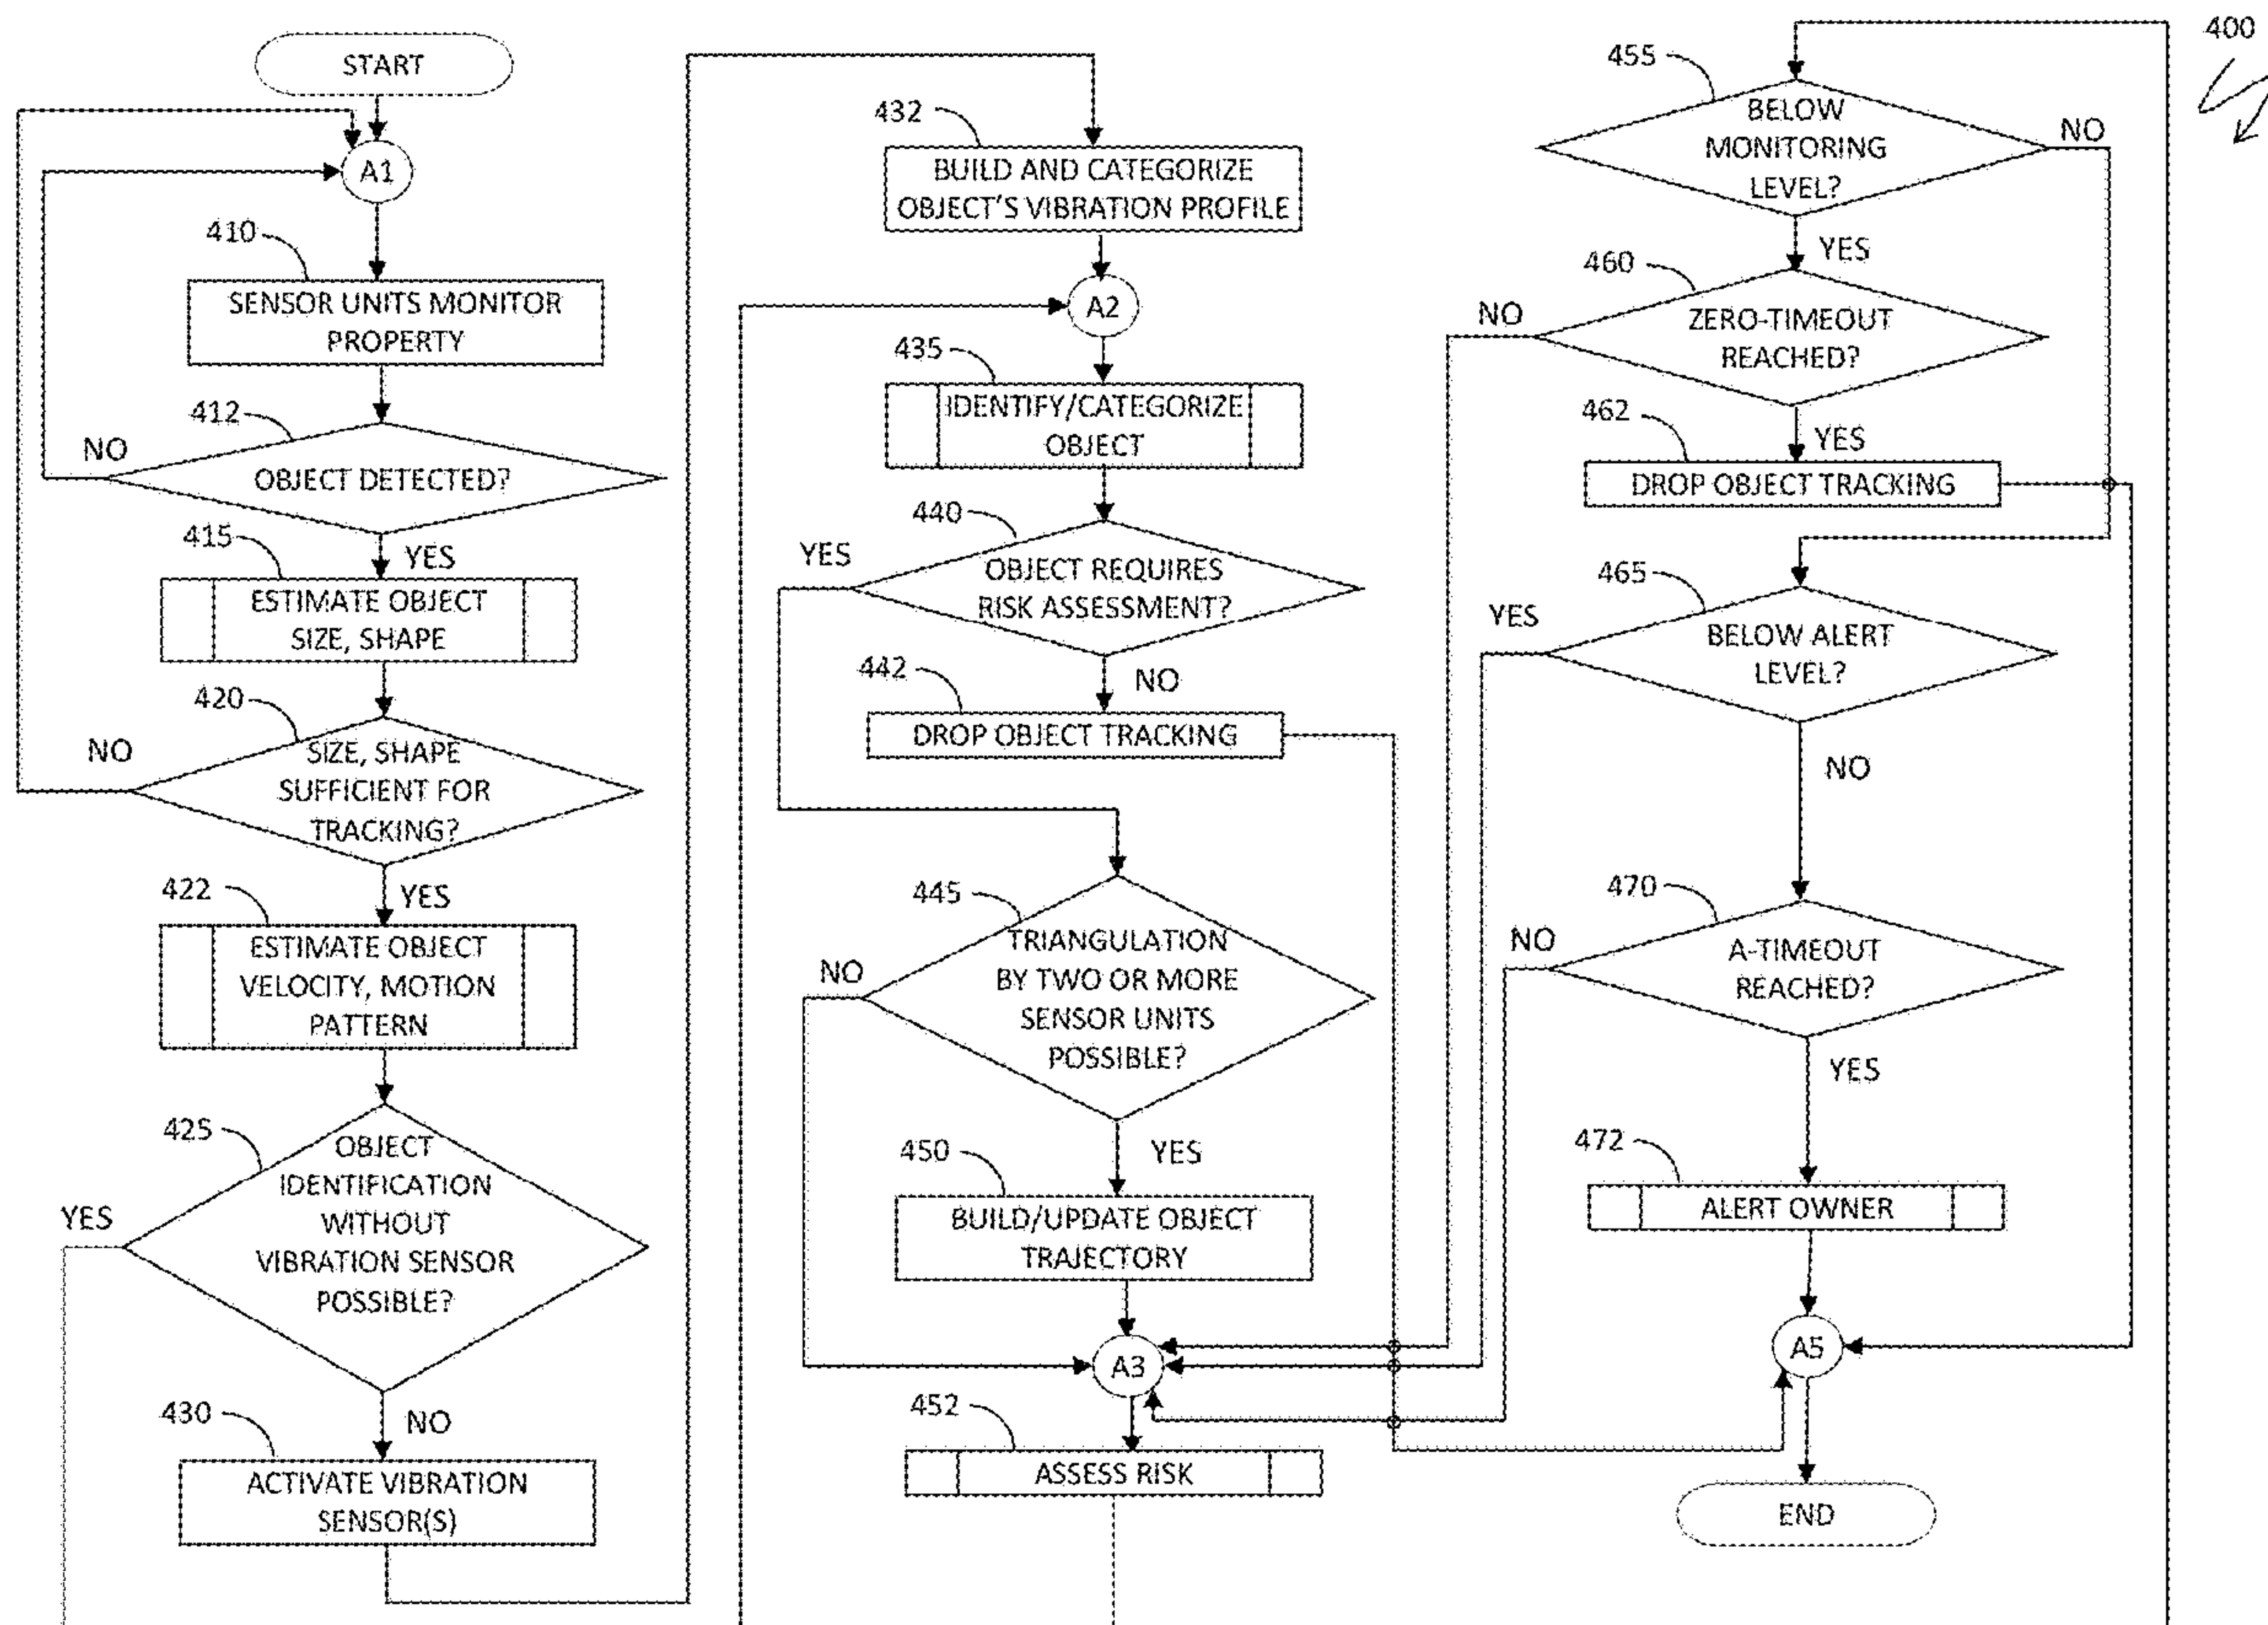 START
A1
410
SENSOR UNITS MONITOR
PROPERTY
412
NO
OBJECT DETECTED?
415
YES
ESTIMATE OBJECT
SIZE, SHAPE
420
NO
SIZE, SHAPE
SUFFICIENT FOR
TRACKING?
422
YES
ESTIMATE OBJECT
VELOCITY, MOTION
PATTERN
425
YES
OBJECT
IDENTIFICATION
WITHOUT
VIBRATION SENSOR
POSSIBLE?
430
NO
ACTIVATE VIBRATION
SENSOR(S)
432
BUILD AND CATEGORIZE
OBJECT'S VIBRATION PROFILE
A2
435
IDENTIFY/CATEGORIZE
OBJECT
440
YES
OBJECT REQUIRES
RISK ASSESSMENT?
442
NO
DROP OBJECT TRACKING
445
NO
TRIANGULATION
BY TWO OR MORE
SENSOR UNITS
POSSIBLE?
450
YES
BUILD/UPDATE OBJECT
TRAJECTORY
A3
452
ASSESS RISK
400
455
BELOW
MONITORING
LEVEL?
NO
YES
460
NO
ZERO-TIMEOUT
REACHED?
462
YES
DROP OBJECT TRACKING
465
YES
BELOW ALERT
LEVEL?
NO
470
NO
A-TIMEOUT
REACHED?
YES
472
ALERT OWNER
A5
END